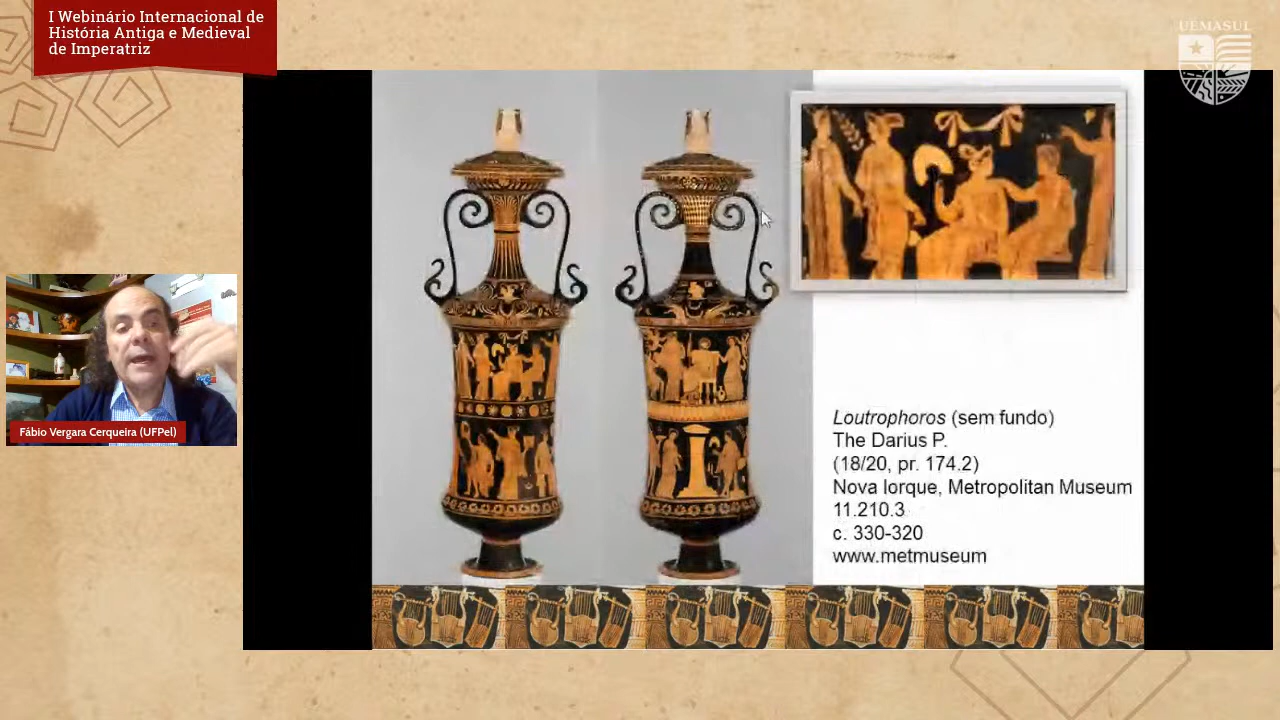 I Webinário Internacional de
História Antiga e Medieval
de Imperatriz
UEMASUL
Fábio Vergara Cerqueira (UFPel)
Loutrophoros (sem fundo)
The Darius P.
(18/20, pr. 174.2)
Nova Iorque, Metropolitan Museum
11.210.3
c. 330-320
www.metmuseum